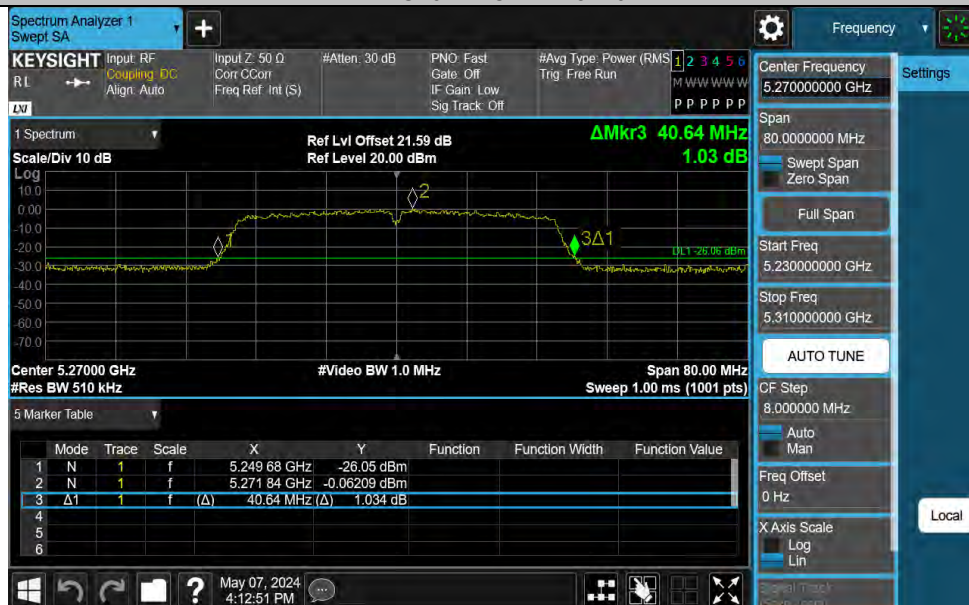 Spectrum Analyzer 1
Swept SA
+
Frequency
KEYSIGHT
RL
LXI
Input: RF
Coupling: DC
Align: Auto
Input Z: 50 Ω
Corr CCorr
Freq Ref: Int (S)
#Atten: 30 dB
PNO: Fast
Gate: Off
IF Gain: Low
Sig Track: Off
#Avg Type: Power (RMS
Trig: Free Run
1 2 3 4 5 6
M W W W W W
P P P P P P
1 Spectrum
Scale/Div 10 dB
Ref Lvl Offset 21.59 dB
Ref Level 20.00 dBm
ΔMkr3 40.64 MHz
1.03 dB
Log
10.0
0.00
-10.0
-20.0
-30.0
-40.0
-50.0
-60.0
-70.0
1
2
3Δ1
DL1 -26.06 dBm
Center 5.27000 GHz
#Res BW 510 kHz
#Video BW 1.0 MHz
Span 80.00 MHz
Sweep 1.00 ms (1001 pts)
5 Marker Table
Mode Trace Scale X Y Function Function Width Function Value
1 N 1 f 5.249 68 GHz -26.05 dBm
2 N 1 f 5.271 84 GHz -0.06209 dBm
3 Δ1 1 f (Δ) 40.64 MHz (Δ) 1.034 dB
4
5
6
May 07, 2024
4:12:51 PM
Center Frequency
5.270000000 GHz
Span
80.0000000 MHz
Swept Span
Zero Span
Full Span
Start Freq
5.230000000 GHz
Stop Freq
5.310000000 GHz
AUTO TUNE
CF Step
8.000000 MHz
Auto
Man
Freq Offset
0 Hz
X Axis Scale
Log
Lin
Signal Track
Settings
Local